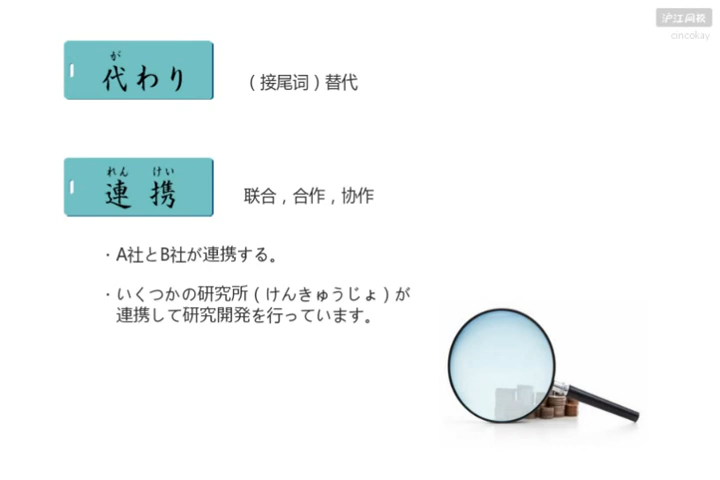 沪江网校
cincokay
が
代わり
（接尾词）替代
れん けい
連携
联合，合作，协作
・A社とB社が連携する。
・いくつかの研究所（けんきゅうじょ）が
連携して研究開発を行っています。